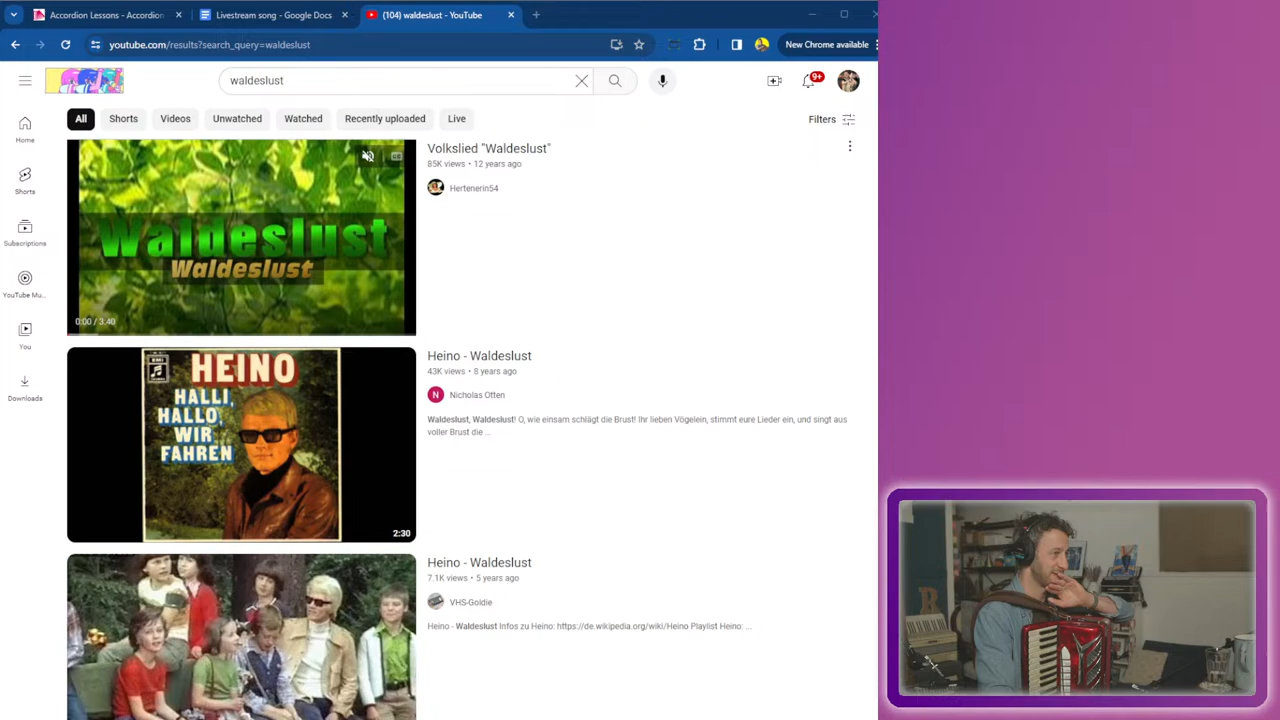 Accordion Lessons - Accordion
Livestream song - Google Docs
(104) waldeslust - YouTube
youtube.com/results?search_query=waldeslust
New Chrome available
waldeslust
9+
All
Shorts
Videos
Unwatched
Watched
Recently uploaded
Live
Filters
Home
Shorts
Subscriptions
YouTube Mu...
You
Downloads
Waldeslust
Waldeslust
0:00 / 3:40
Volkslied "Waldeslust"
85K views • 12 years ago
Hertenerin54
EMI
HEINO
HALLI,
HALLO,
WIR
FAHREN
2:30
Heino - Waldeslust
43K views • 8 years ago
N
Nicholas Otten
Waldeslust, Waldeslust! O, wie einsam schlägt die Brust! Ihr lieben Vögelein, stimmt eure Lieder ein, und singt aus
voller Brust die ...
Heino - Waldeslust
7.1K views • 5 years ago
VHS-Goldie
Heino - Waldeslust Infos zu Heino: https://de.wikipedia.org/wiki/Heino Playlist Heino: ...
B